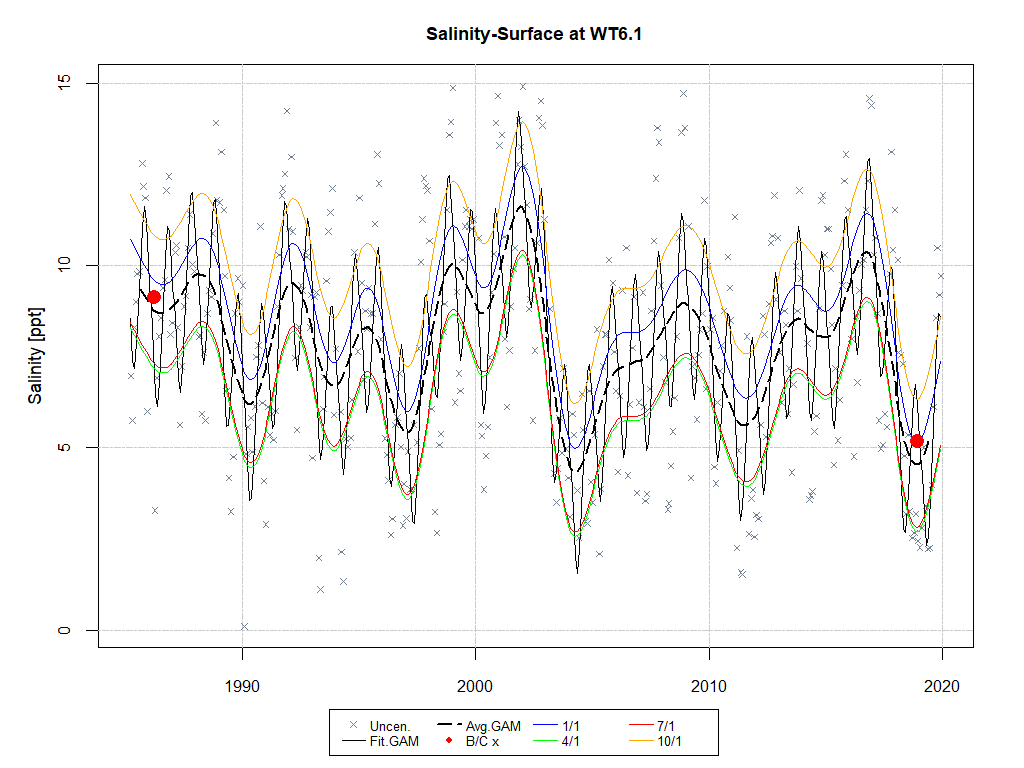 Salinity-Surface at WT6.1
Salinity [ppt]
15
10
5
0
1990 2000 2010 2020
Uncen. Avg.GAM 1/1 7/1
Fit.GAM B/C x 4/1 10/1